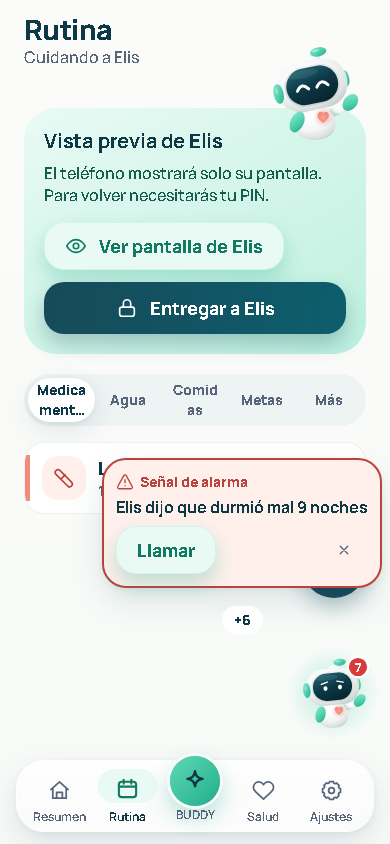 Rutina
Cuidando a Elis
Vista previa de Elis
El teléfono mostrará solo su pantalla.
Para volver necesitarás tu PIN.
Ver pantalla de Elis
Entregar a Elis
Medica
ment...
Agua
Comid
as
Metas
Más
Señal de alarma
Elis dijo que durmió mal 9 noches
Llamar
+6
7
Resumen
Rutina
BUDDY
Salud
Ajustes